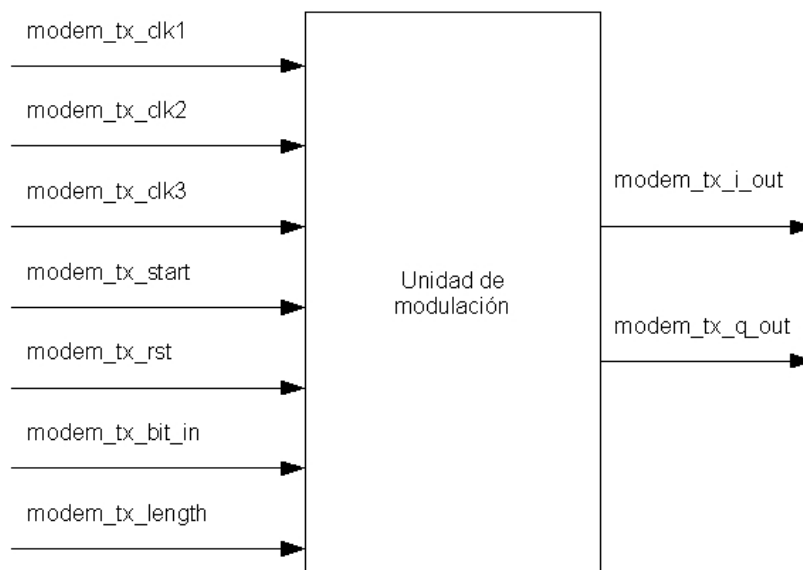 modem_tx_clk1
modem_tx_clk2
modem_tx_clk3
modem_tx_start
modem_tx_rst
modem_tx_bit_in
modem_tx_length
Unidad de
modulación
modem_tx_i_out
modem_tx_q_out